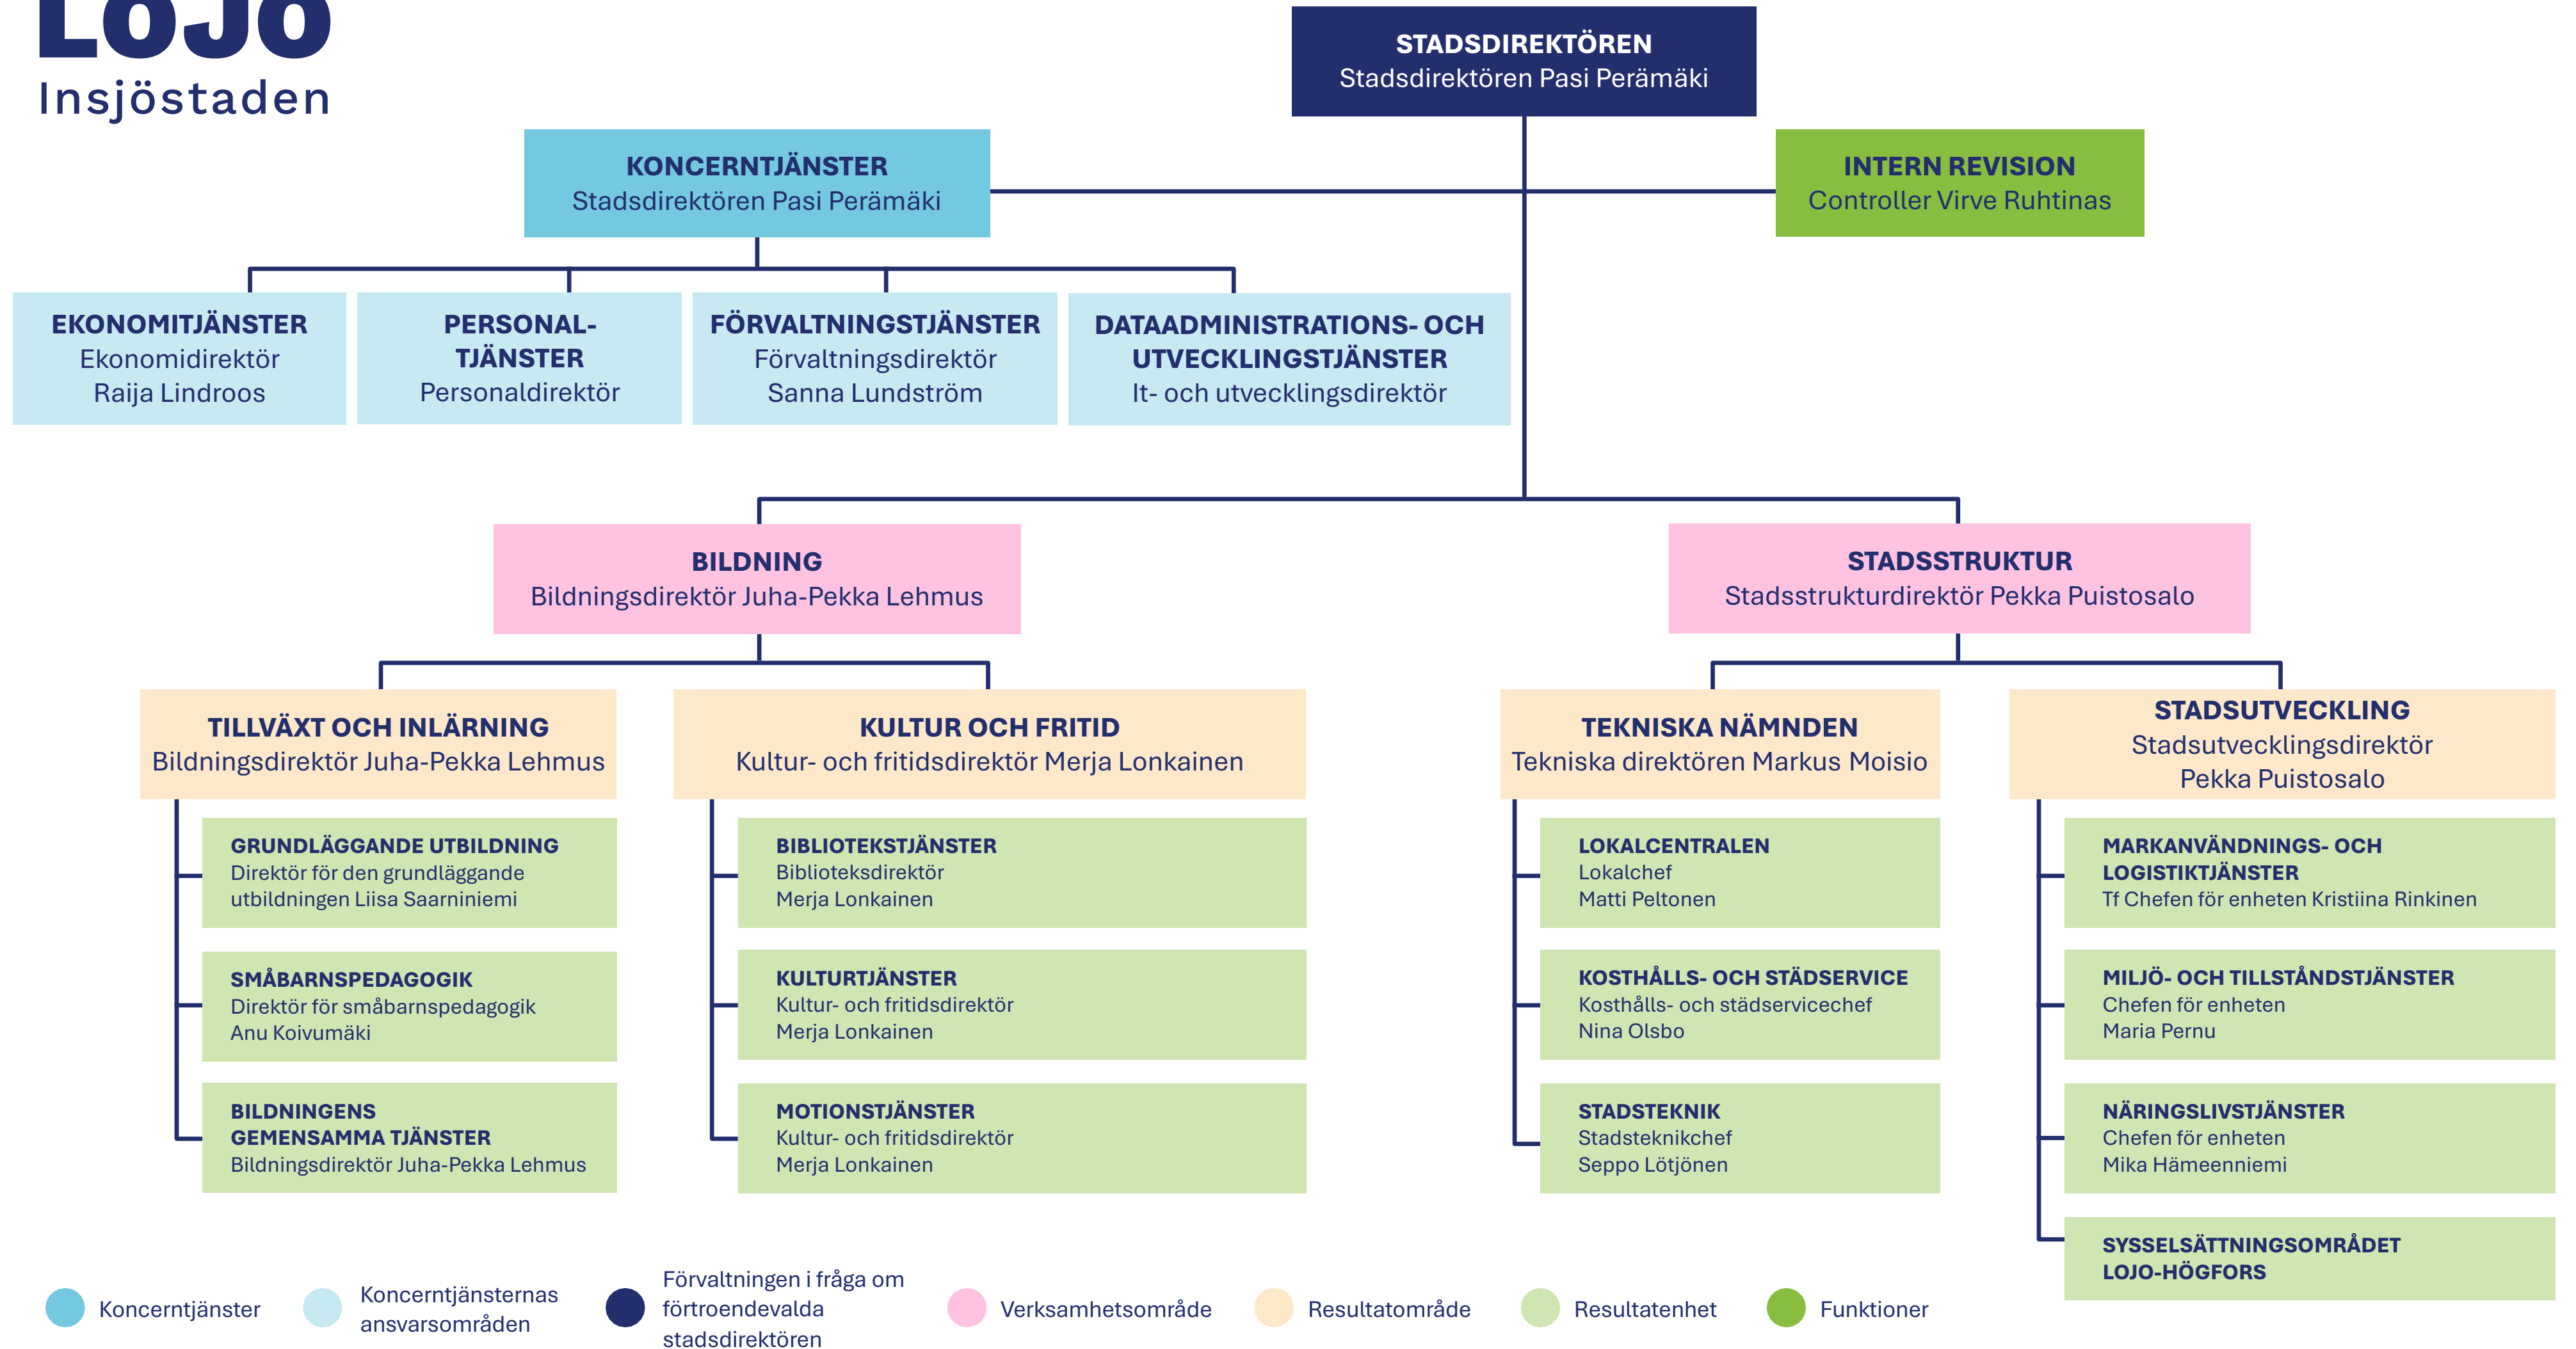 LOJO
Insjöstaden
STADSDIREKTÖREN
Stadsdirektören Pasi Perämäki
KONCERNTJÄNSTER
Stadsdirektören Pasi Perämäki
INTERN REVISION
Controller Virve Ruhtinas
EKONOMITJÄNSTER
Ekonomidirektör
Raija Lindroos
PERSONAL-
TJÄNSTER
Personaldirektör
FÖRVALTNINGSTJÄNSTER
Förvaltningsdirektör
Sanna Lundström
DATAADMINISTRATIONS- OCH
UTVECKLINGSTJÄNSTER
It- och utvecklingsdirektör
BILDNING
Bildningsdirektör Juha-Pekka Lehmus
STADSSTRUKTUR
Stadsstrukturdirektör Pekka Puistosalo
TILLVÄXT OCH INLÄRNING
Bildningsdirektör Juha-Pekka Lehmus
GRUNDLÄGGANDE UTBILDNING
Direktör för den grundläggande
utbildningen Liisa Saarniniemi
SMÅBARNSPEDAGOGIK
Direktör för småbarnspedagogik
Anu Koivumäki
BILDNINGENS
GEMENSAMMA TJÄNSTER
Bildningsdirektör Juha-Pekka Lehmus
KULTUR OCH FRITID
Kultur- och fritidsdirektör Merja Lonkainen
BIBLIOTEKSTJÄNSTER
Biblioteksdirektör
Merja Lonkainen
KULTURTJÄNSTER
Kultur- och fritidsdirektör
Merja Lonkainen
MOTIONSTJÄNSTER
Kultur- och fritidsdirektör
Merja Lonkainen
TEKNISKA NÄMNDEN
Tekniska direktören Markus Moisio
LOKALCENTRALEN
Lokalchef
Matti Peltonen
KOSTHÅLLS- OCH STÄDSERVICE
Kosthålls- och städservicechef
Nina Olsbo
STADSTEKNIK
Stadsteknikchef
Seppo Lötjönen
STADSUTVECKLING
Stadsutvecklingsdirektör
Pekka Puistosalo
MARKANVÄNDNINGS- OCH
LOGISTIKTJÄNSTER
Tf Chefen för enheten Kristiina Rinkinen
MILJÖ- OCH TILLSTÅNDSTJÄNSTER
Chefen för enheten
Maria Pernu
NÄRINGSLIVSTJÄNSTER
Chefen för enheten
Mika Hämeenniemi
SYSSELSÄTTNINGSOMRÅDET
LOJO-HÖGFORS
Koncerntjänster
Koncerntjänsternas
ansvarsområden
Förvaltningen i fråga om
förtroendevalda
stadsdirektören
Verksamhetsområde
Resultatområde
Resultatenhet
Funktioner